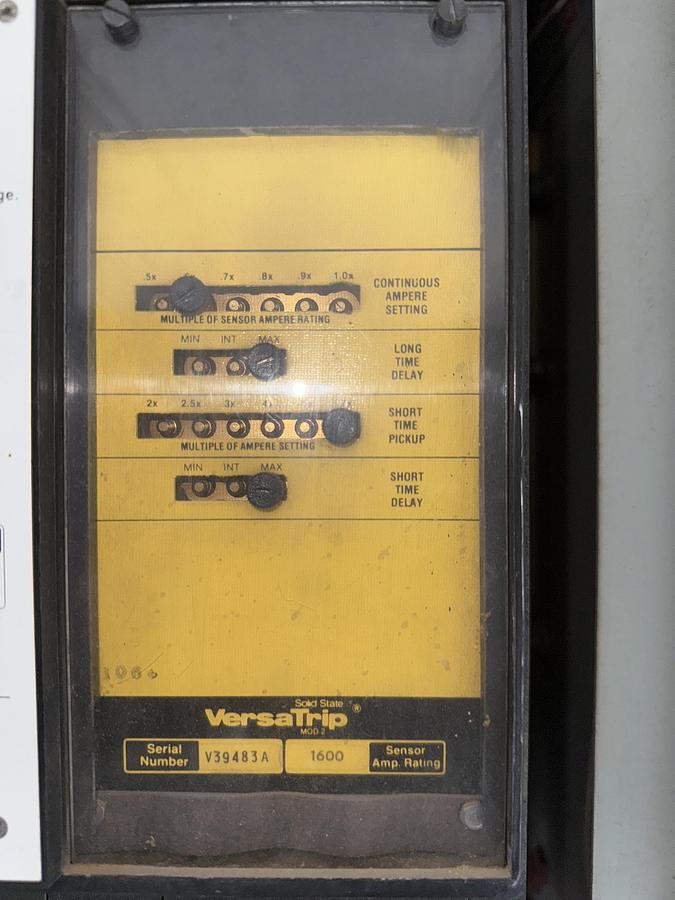 ge.
.5x .7x .8x .9x 1.0x
CONTINUOUS
AMPERE
SETTING
MULTIPLE OF SENSOR AMPERE RATING
MIN INT MAX
LONG
TIME
DELAY
2x 2.5x 3x 4x
SHORT
TIME
PICKUP
MULTIPLE OF AMPERE SETTING
MIN INT MAX
SHORT
TIME
DELAY
Solid State
VersaTrip ®
MOD 2
Serial
Number
V39483A
1600
Sensor
Amp. Rating